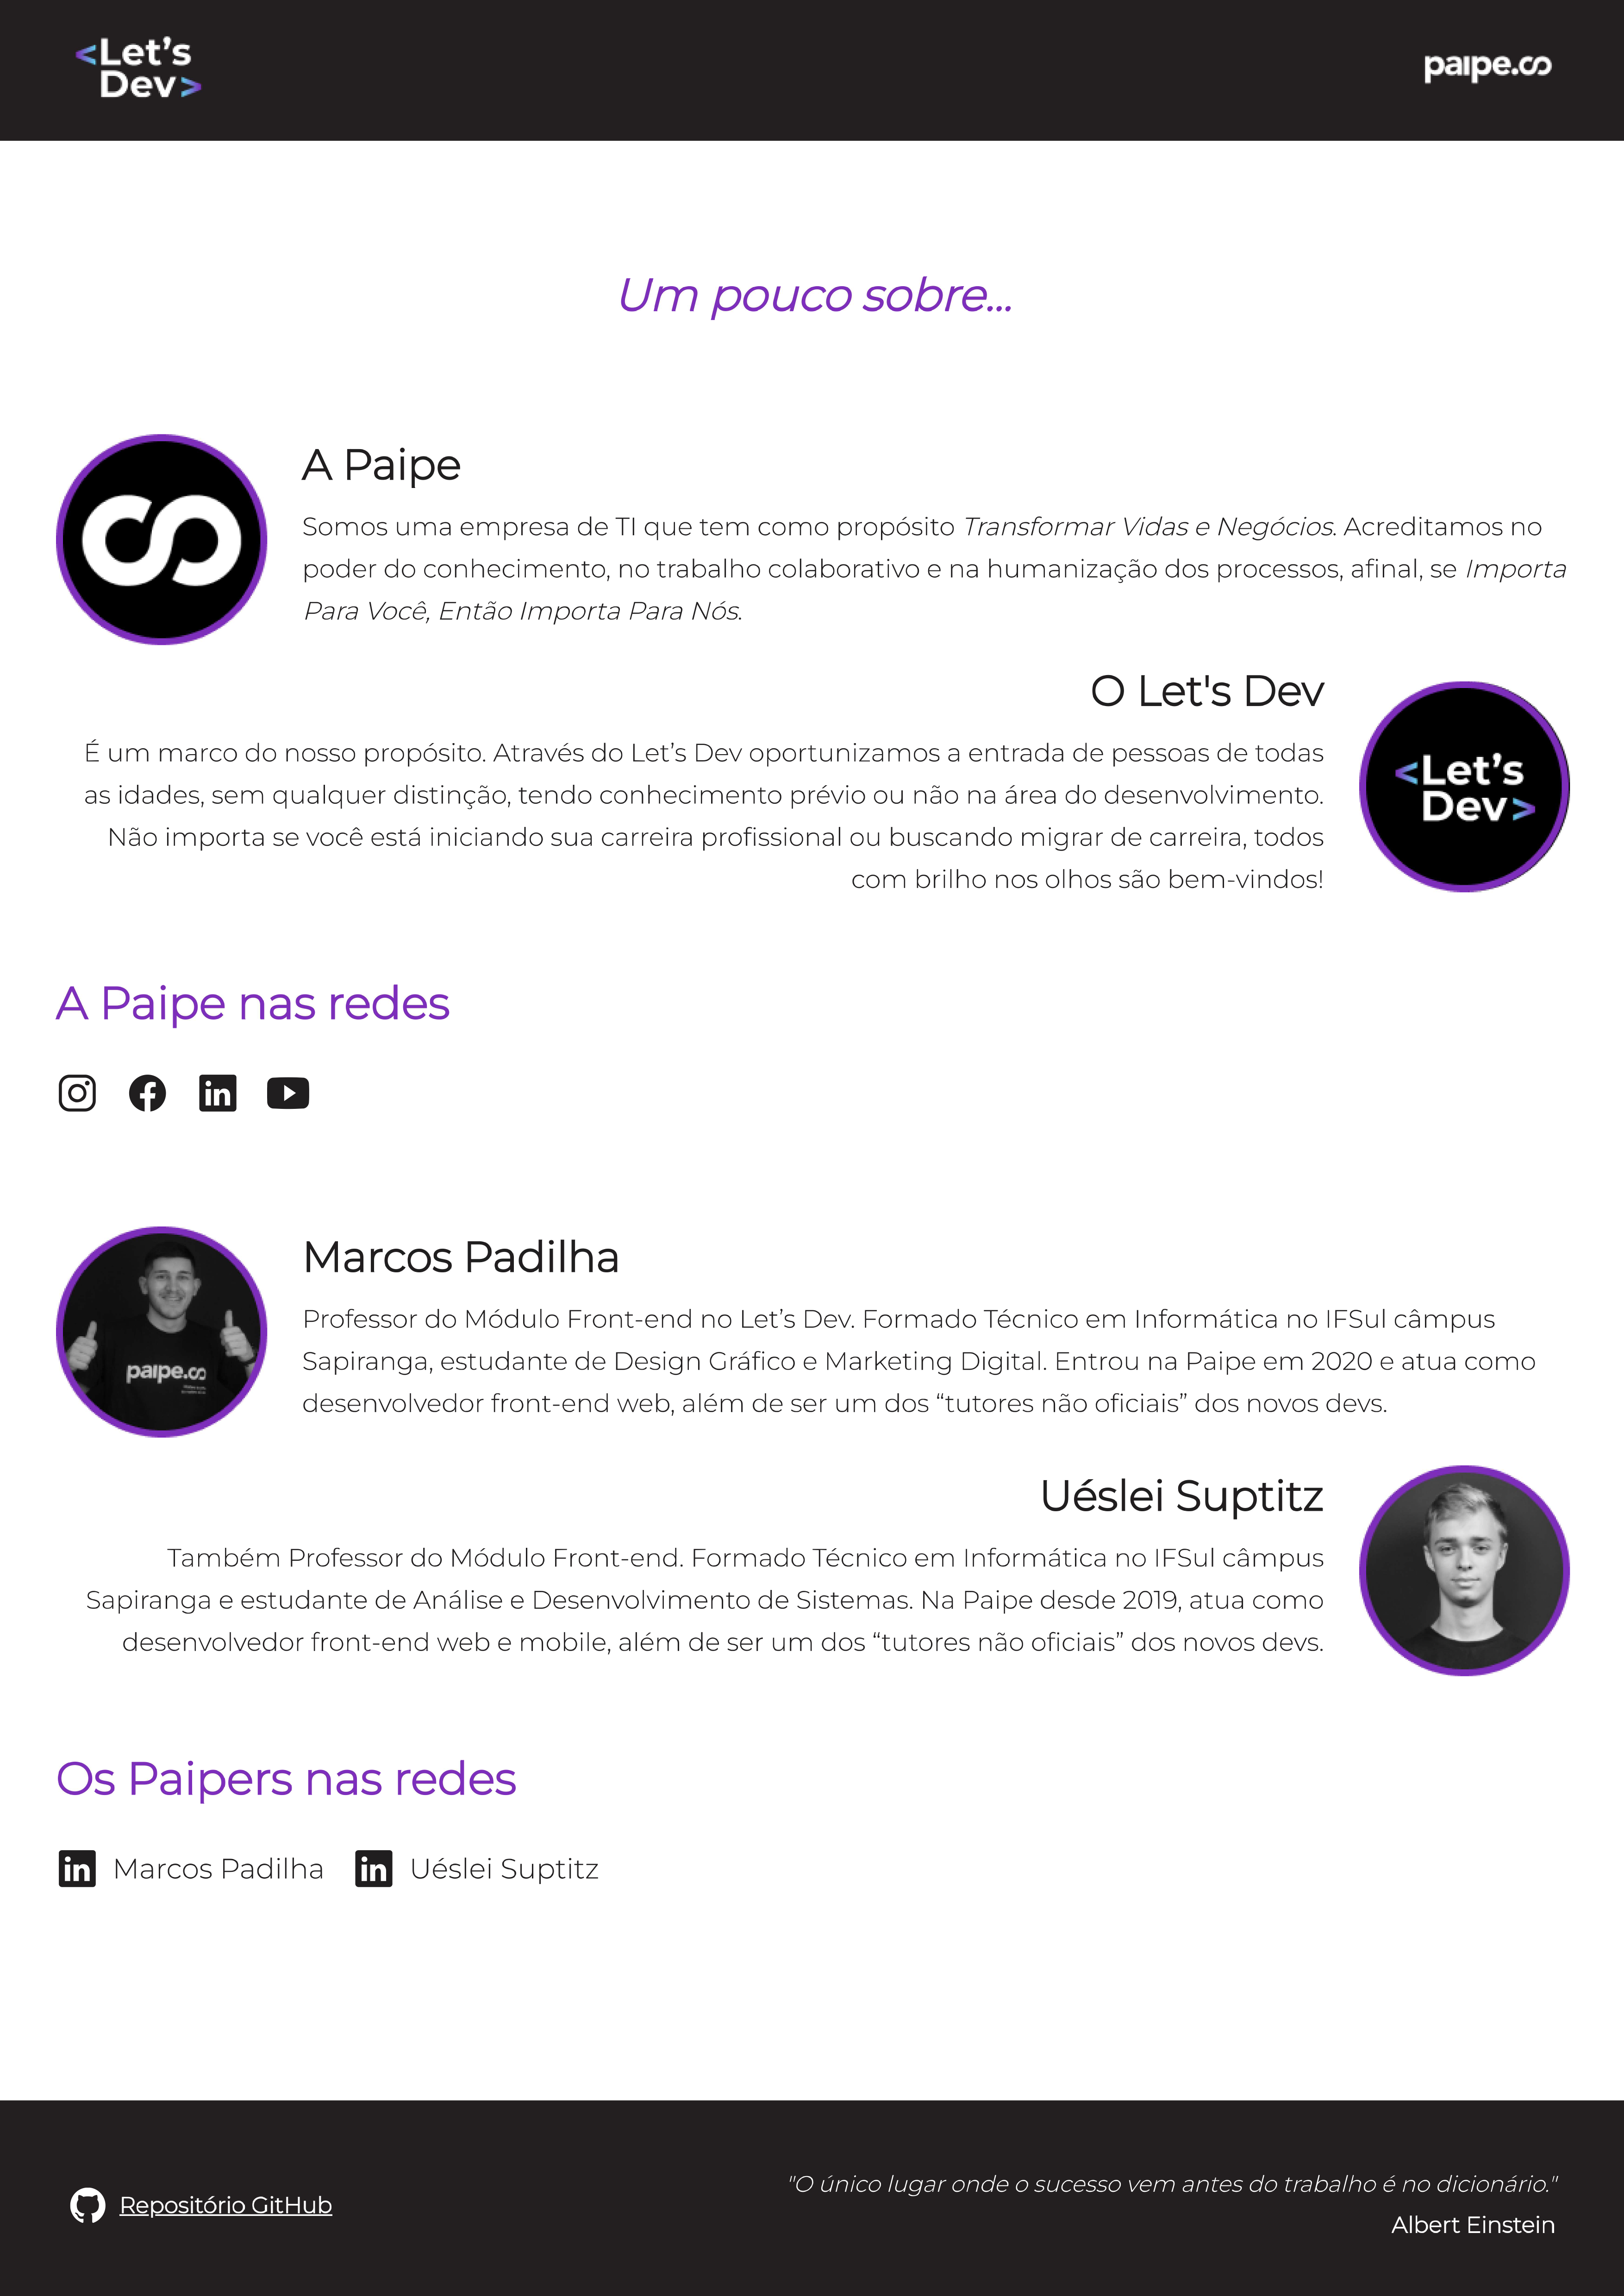 <Let's
Dev>
paipe.co
Um pouco sobre...
A Paipe
Somos uma empresa de TI que tem como propósito Transformar Vidas e Negócios. Acreditamos no
poder do conhecimento, no trabalho colaborativo e na humanização dos processos, afinal, se Importa
Para Você, Então Importa Para Nós.
O Let's Dev
É um marco do nosso propósito. Através do Let’s Dev oportunizamos a entrada de pessoas de todas
as idades, sem qualquer distinção, tendo conhecimento prévio ou não na área do desenvolvimento.
Não importa se você está iniciando sua carreira profissional ou buscando migrar de carreira, todos
com brilho nos olhos são bem-vindos!
<Let’s
Dev>
A Paipe nas redes
Marcos Padilha
Professor do Módulo Front-end no Let’s Dev. Formado Técnico em Informática no IFSul câmpus
Sapiranga, estudante de Design Gráfico e Marketing Digital. Entrou na Paipe em 2020 e atua como
desenvolvedor front-end web, além de ser um dos “tutores não oficiais” dos novos devs.
paipe.co
Uéslei Suptitz
Também Professor do Módulo Front-end. Formado Técnico em Informática no IFSul câmpus
Sapiranga e estudante de Análise e Desenvolvimento de Sistemas. Na Paipe desde 2019, atua como
desenvolvedor front-end web e mobile, além de ser um dos “tutores não oficiais” dos novos devs.
Os Paipers nas redes
in Marcos Padilha in Uéslei Suptitz
Repositório GitHub
"O único lugar onde o sucesso vem antes do trabalho é no dicionário."
Albert Einstein